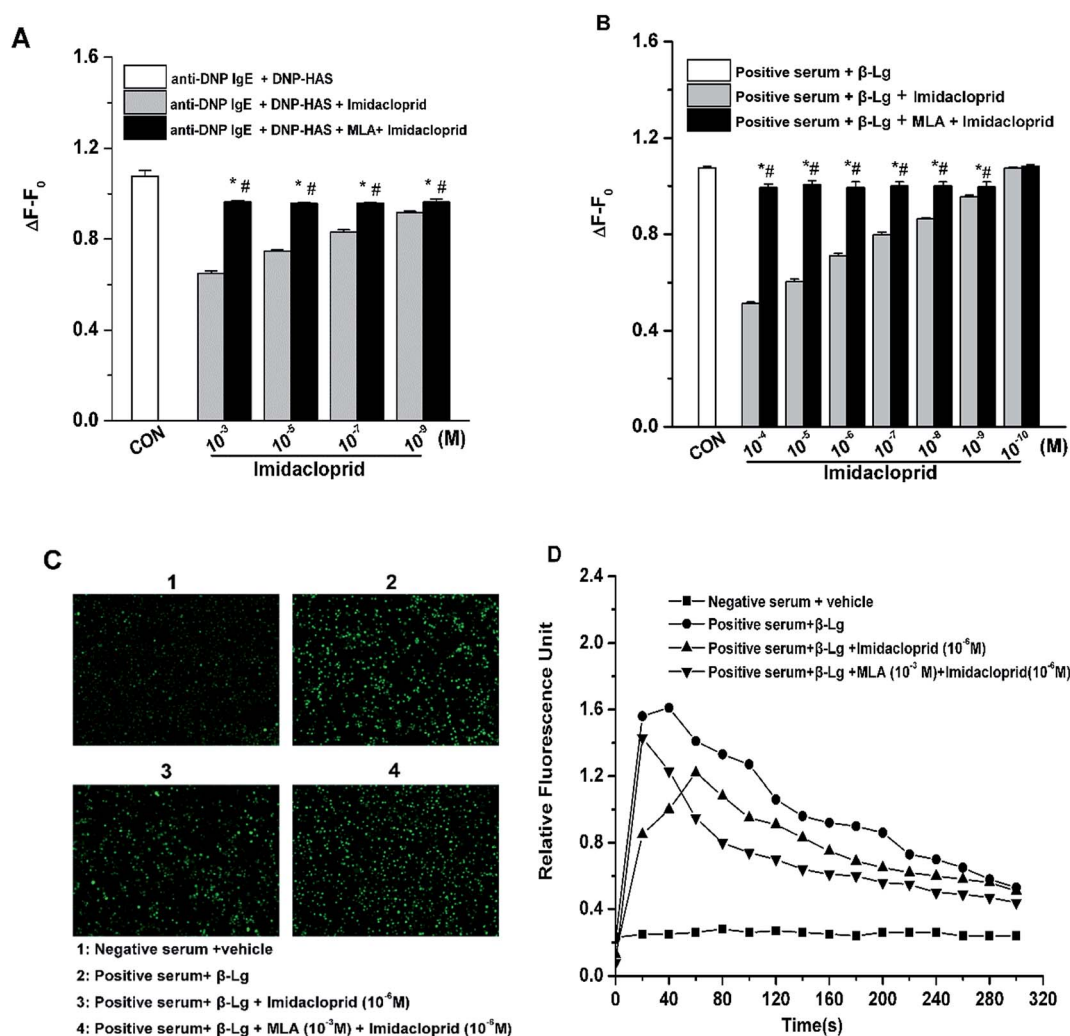 A
1.6
1.2
0.8
0.4
0.0
ΔF-F₀
anti-DNP IgE + DNP-HAS
anti-DNP IgE + DNP-HAS + Imidacloprid
anti-DNP IgE + DNP-HAS + MLA+ Imidacloprid
* # * # * # * #
CON 10⁻³ 10⁻⁵ 10⁻⁷ 10⁻⁹ (M)
Imidacloprid
B
1.6
1.2
0.8
0.4
0.0
ΔF-F₀
Positive serum + β-Lg
Positive serum + β-Lg + Imidacloprid
Positive serum + β-Lg + MLA + Imidacloprid
*# *# *# *# *# *#
CON 10⁻⁴ 10⁻⁵ 10⁻⁶ 10⁻⁷ 10⁻⁸ 10⁻⁹ 10⁻¹⁰ (M)
Imidacloprid
C
1 2
3 4
1: Negative serum +vehicle
2: Positive serum+ β-Lg
3: Positive serum+ β-Lg + Imidacloprid (10⁻⁶M)
4: Positive serum+ β-Lg + MLA (10⁻³M) + Imidacloprid (10⁻⁶M)
D
2.4
2.0
1.6
1.2
0.8
0.4
0.0
Relative Fluorescence Unit
Negative serum + vehicle
Positive serum+β-Lg
Positive serum+β-Lg +Imidacloprid (10⁻⁶M)
Positive serum+β-Lg +MLA (10⁻³ M)+Imidacloprid(10⁻⁶M)
0 40 80 120 160 200 240 280 320
Time(s)